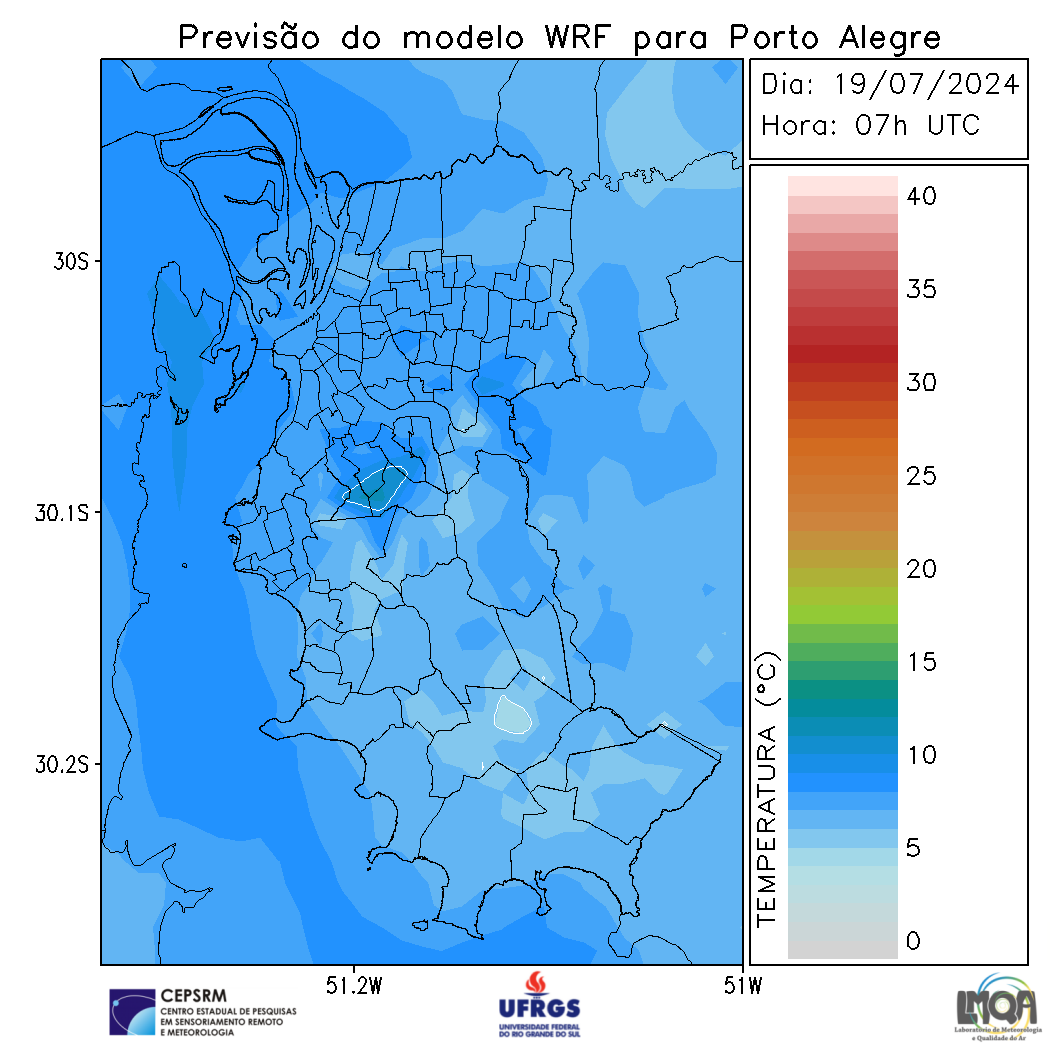 Previsão do modelo WRF para Porto Alegre
Dia: 19/07/2024
Hora: 07h UTC
30S
30.1S
30.2S
51.2W
51W
TEMPERATURA (°C)
40
35
30
25
20
15
10
5
0
CEPSRM
CENTRO ESTADUAL DE PESQUISAS
EM SENSORIAMENTO REMOTO
E METEOROLOGIA
UFRGS
UNIVERSIDADE FEDERAL
DO RIO GRANDE DO SUL
LMQA
Laboratório de Meteorologia
e Qualidade do Ar